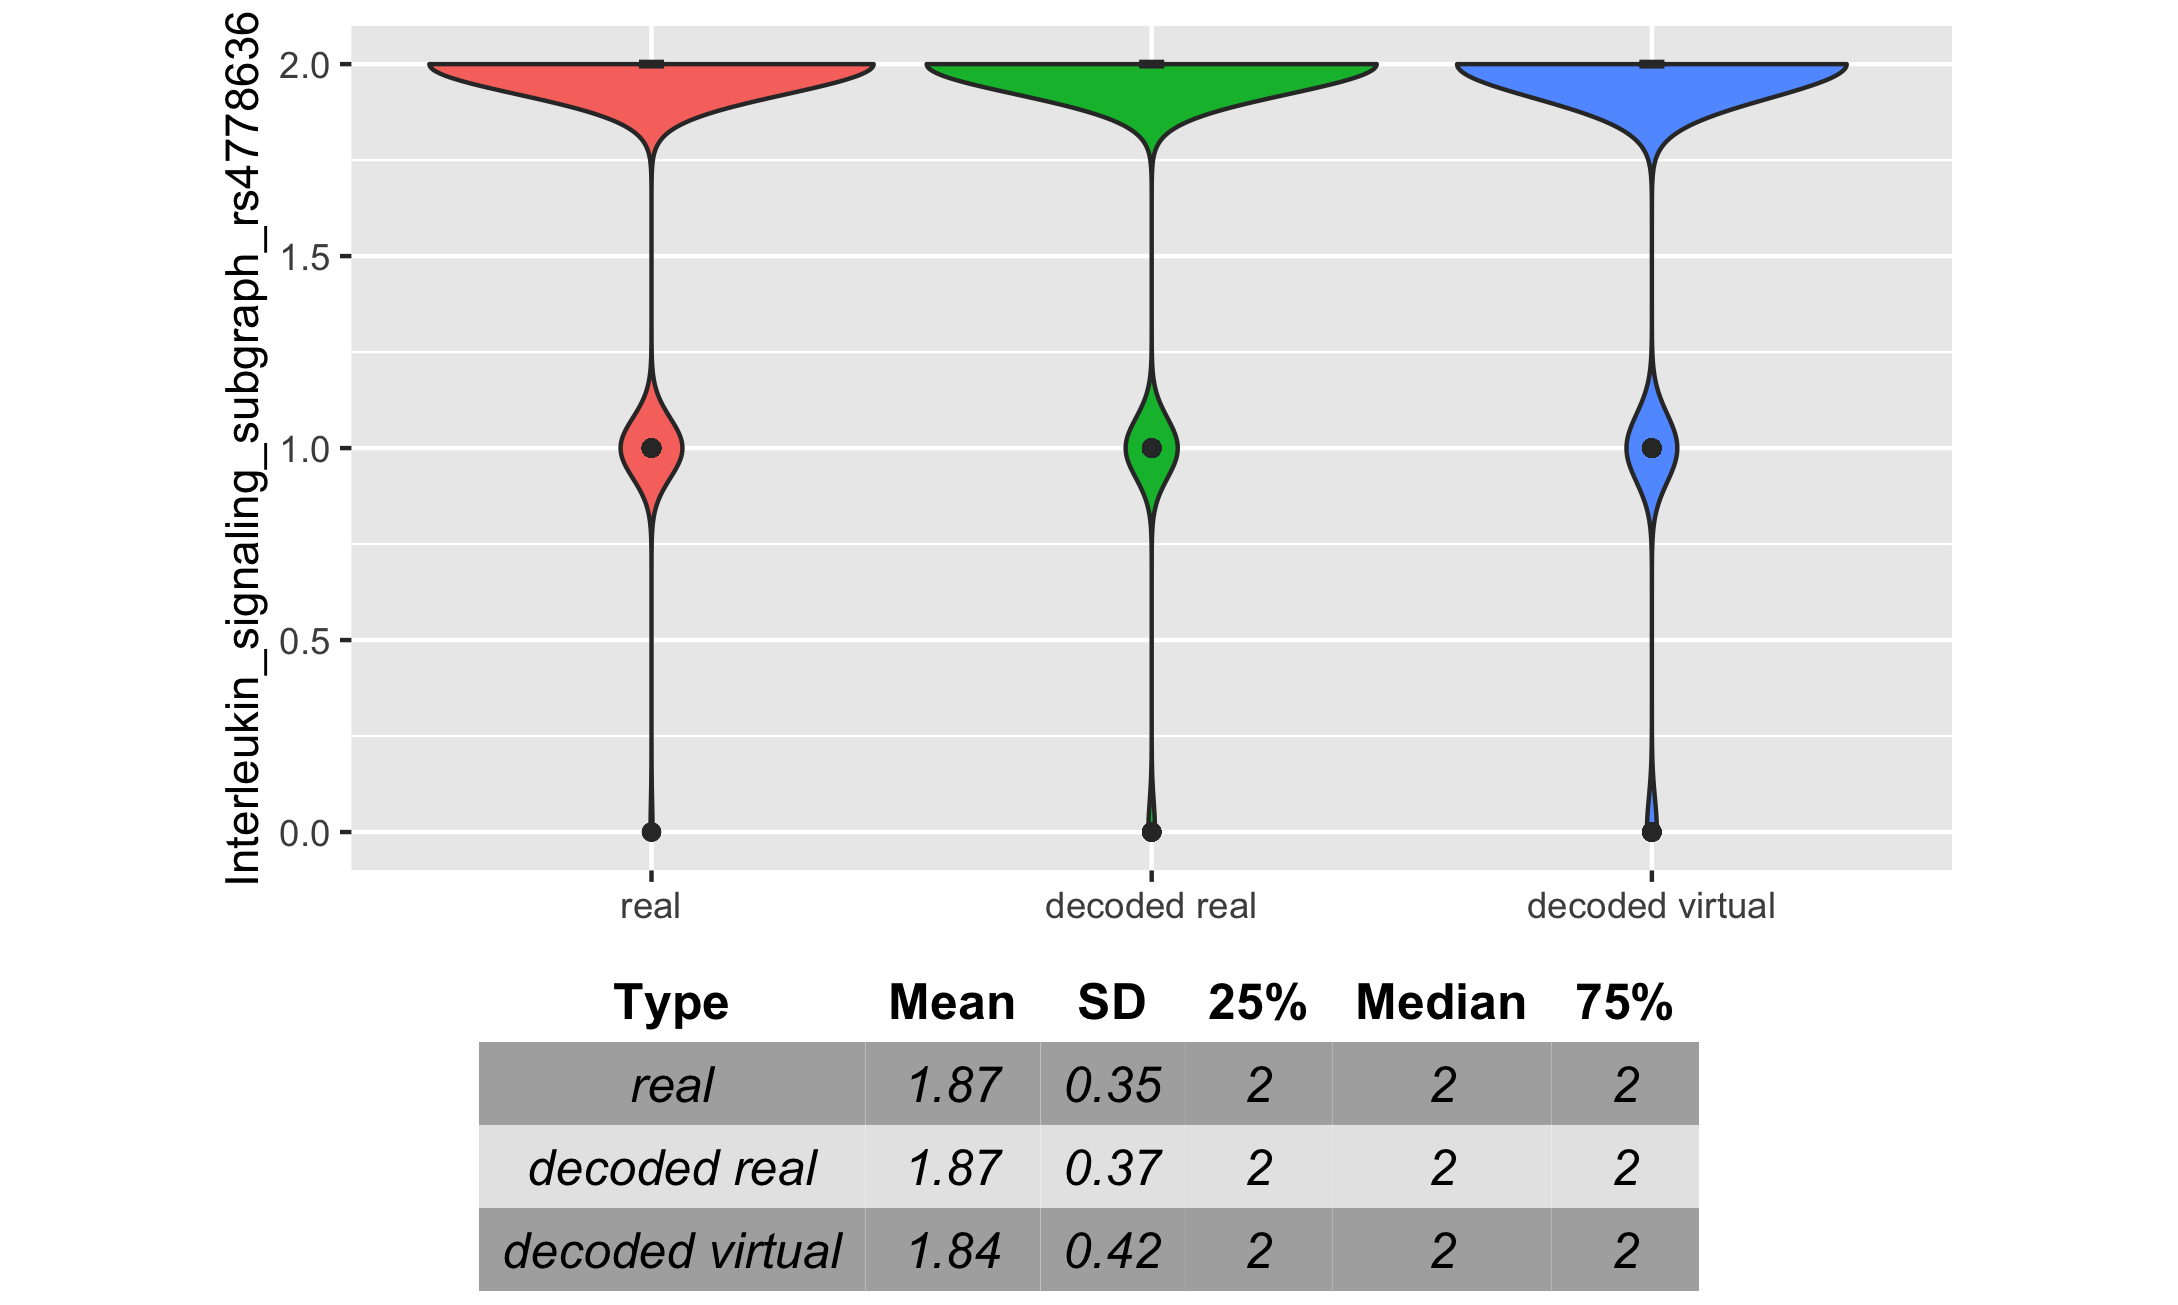 Interleukin_signaling_subgraph_rs4778636
2.0
1.5
1.0
0.5
0.0
real decoded real decoded virtual
Type Mean SD 25% Median 75%
real 1.87 0.35 2 2 2
decoded real 1.87 0.37 2 2 2
decoded virtual 1.84 0.42 2 2 2